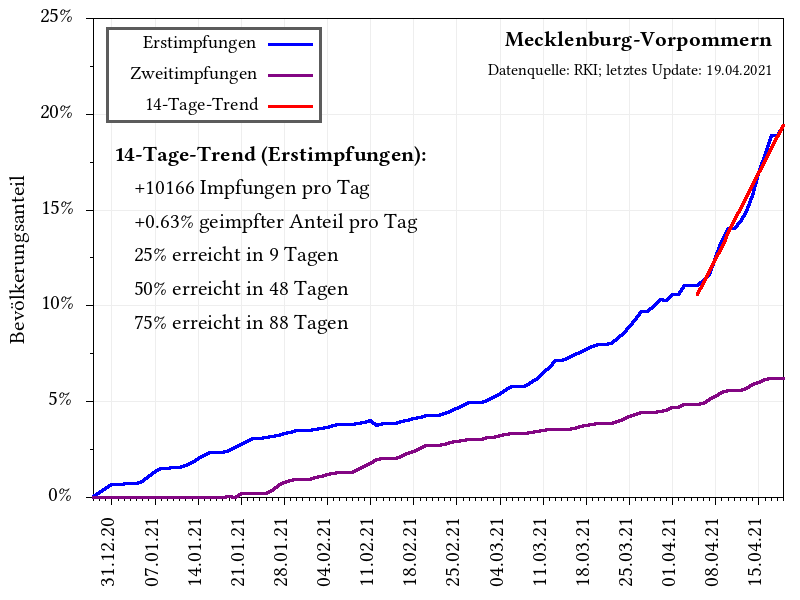 25%
20%
15%
10%
5%
0%
Bevölkerungsanteil
Erstimpfungen
Zweitimpfungen
14-Tage-Trend
Mecklenburg-Vorpommern
Datenquelle: RKI; letztes Update: 19.04.2021
14-Tage-Trend (Erstimpfungen):
+10166 Impfungen pro Tag
+0.63% geimpfter Anteil pro Tag
25% erreicht in 9 Tagen
50% erreicht in 48 Tagen
75% erreicht in 88 Tagen
31.12.20
07.01.21
14.01.21
21.01.21
28.01.21
04.02.21
11.02.21
18.02.21
25.02.21
04.03.21
11.03.21
18.03.21
25.03.21
01.04.21
08.04.21
15.04.21